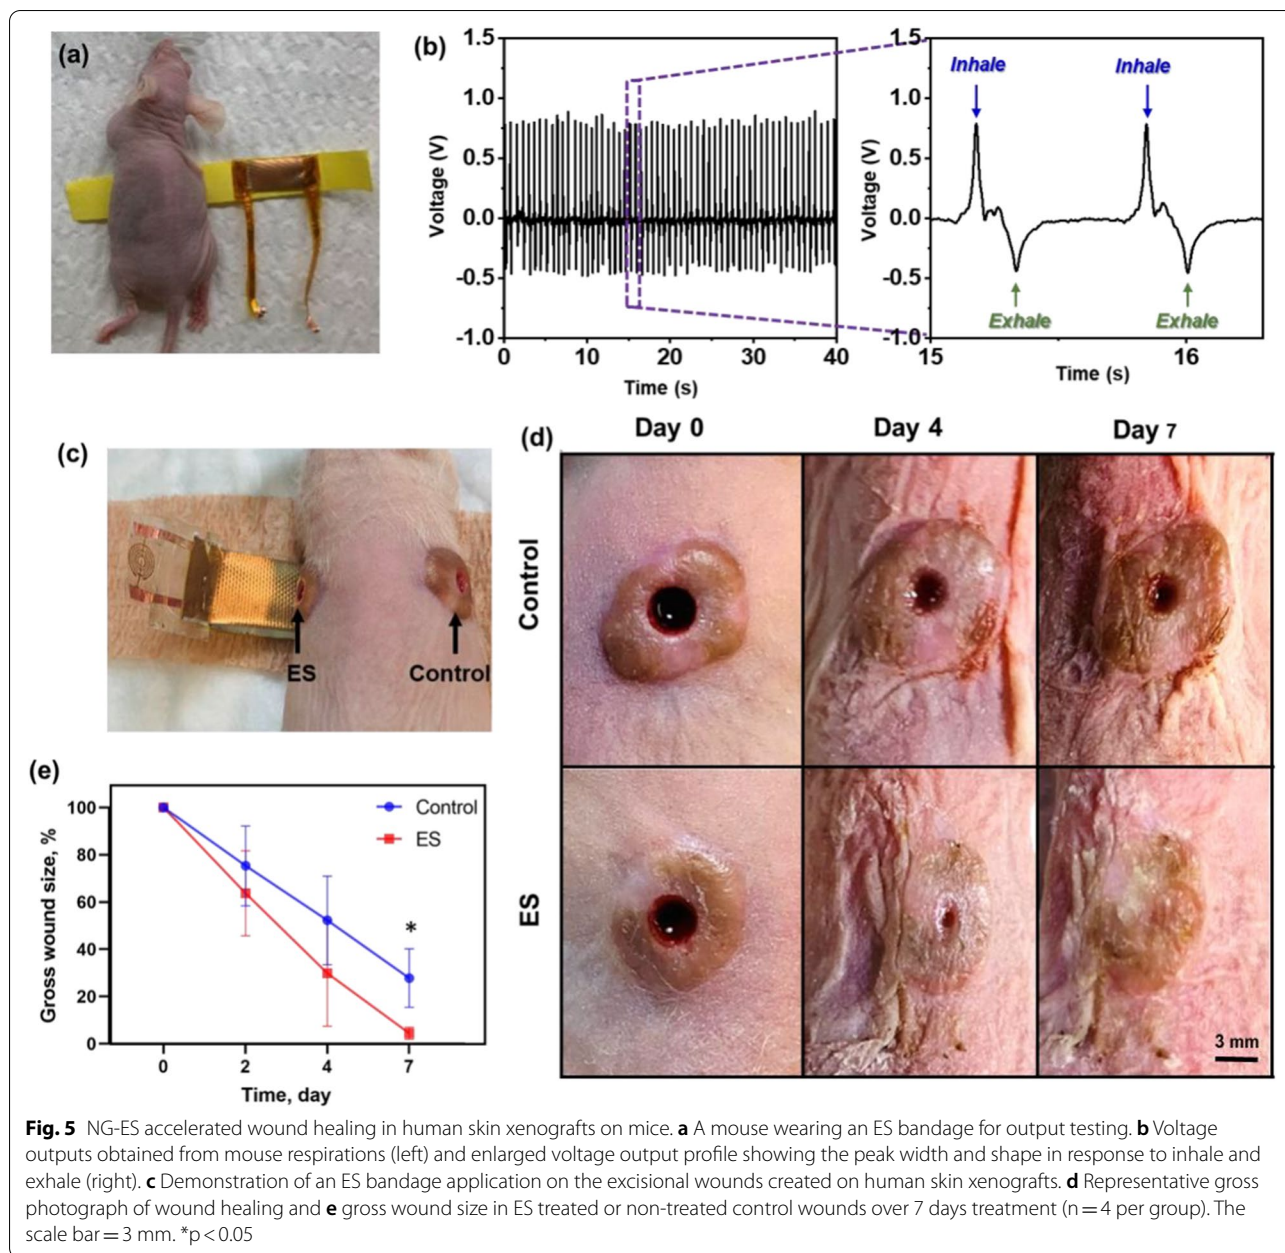 (a)
(b)
1.5
1.0
0.5
0.0
-0.5
-1.0
Voltage (V)
0 10 20 30 40
Time (s)
1.5
1.0
0.5
0.0
-0.5
-1.0
Voltage (V)
Inhale Inhale
Exhale Exhale
15 16
Time (s)
(c)
ES Control
(d)
Day 0 Day 4 Day 7
Control
ES
3 mm
(e)
Gross wound size, %
100
80
60
40
20
0
Control
ES
*
0 2 4 7
Time, day
Fig. 5 NG-ES accelerated wound healing in human skin xenografts on mice. a A mouse wearing an ES bandage for output testing. b Voltage
outputs obtained from mouse respirations (left) and enlarged voltage output profile showing the peak width and shape in response to inhale and
exhale (right). c Demonstration of an ES bandage application on the excisional wounds created on human skin xenografts. d Representative gross
photograph of wound healing and e gross wound size in ES treated or non-treated control wounds over 7 days treatment (n = 4 per group). The
scale bar = 3 mm. *p < 0.05